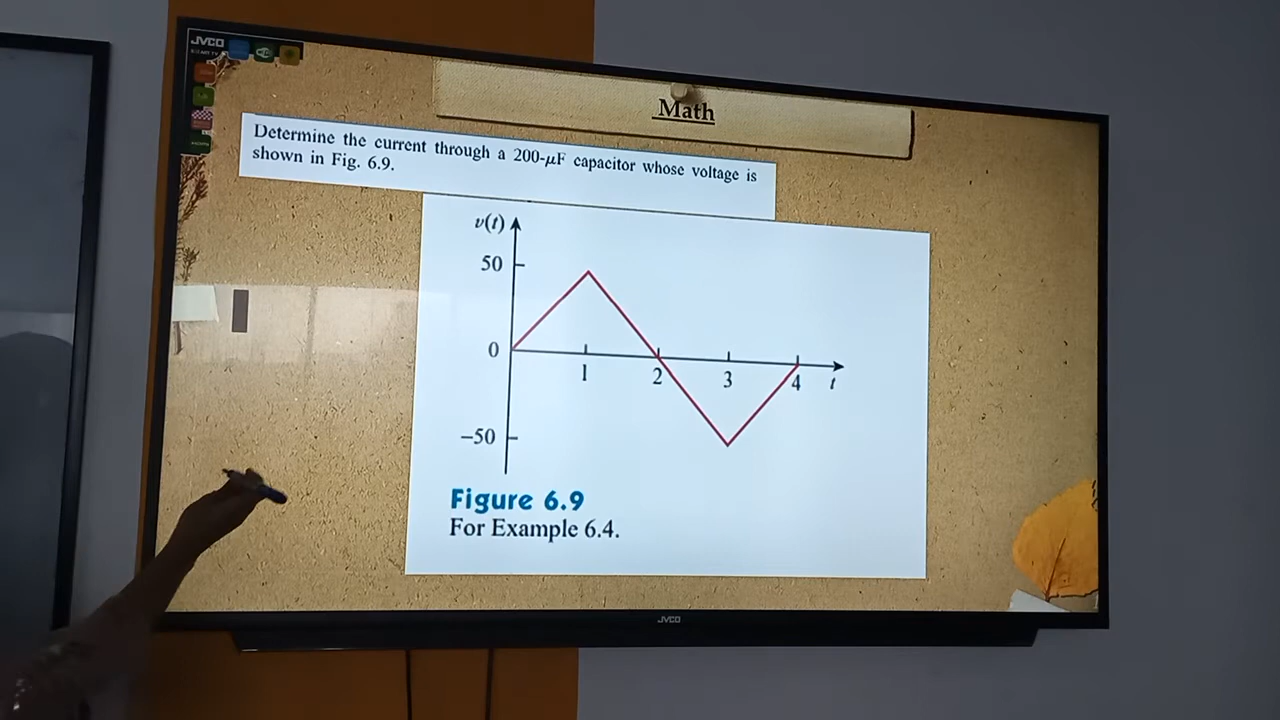 JVCO
Math
Determine the current through a 200-μF capacitor whose voltage is
shown in Fig. 6.9.
v(t)
50
0
1
2
3
4
t
−50
Figure 6.9
For Example 6.4.
JVCO